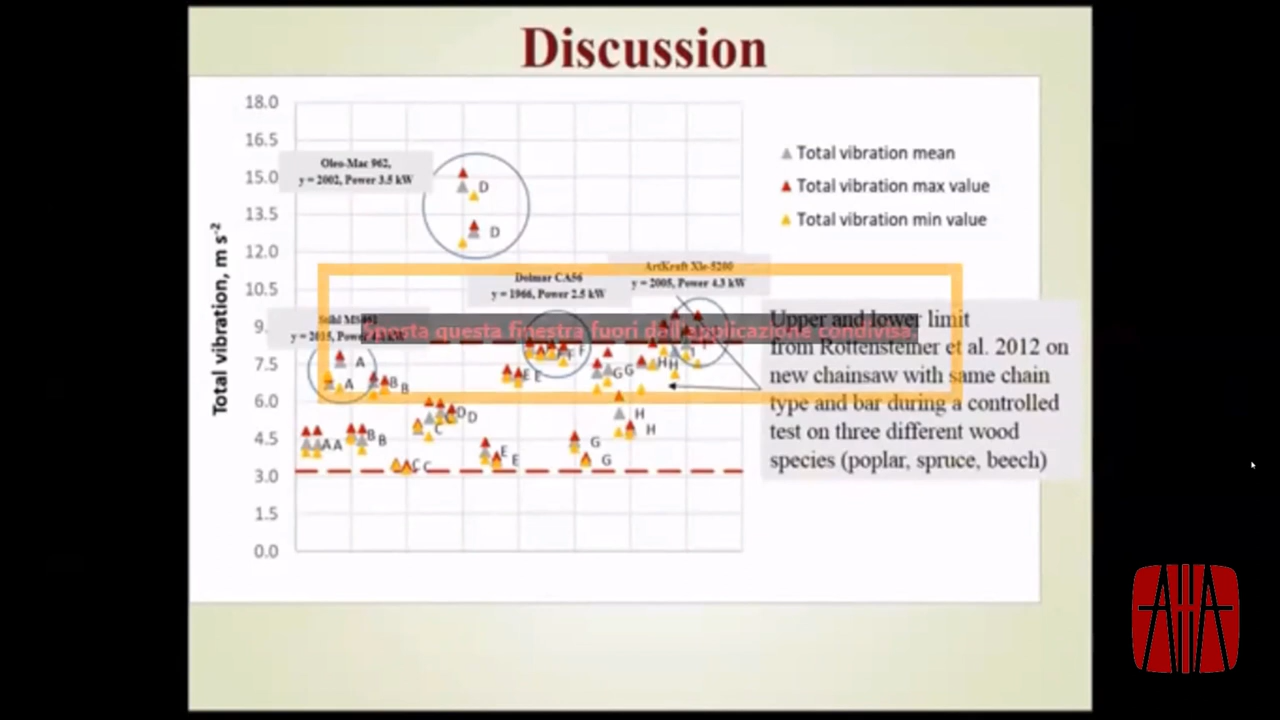 Discussion
18.0
16.5
15.0
13.5
12.0
10.5
9.
7.5
6.0
4.5
3.0
1.5
0.0
Total vibration, m s⁻²
Oleo-Mac 962,
y = 2002, Power 3.5 kW
Dolmar CA56
y = 1966, Power 2.5 kW
y = 2005, Power 4.3 kW
y = 2015, Power
Sposta questa finestra fuori dall'applicazione condivisa
Total vibration mean
Total vibration max value
Total vibration min value
Upper and lower limit
from Rottensteiner et al. 2012 on
new chainsaw with same chain
type and bar during a controlled
test on three different wood
species (poplar, spruce, beech)
D
D
A
A
B
B
F
F
E
E
G
G
H
H
I
A
A
B
B
C
D
D
C
C
E
E
H
H
G
G
AIIA